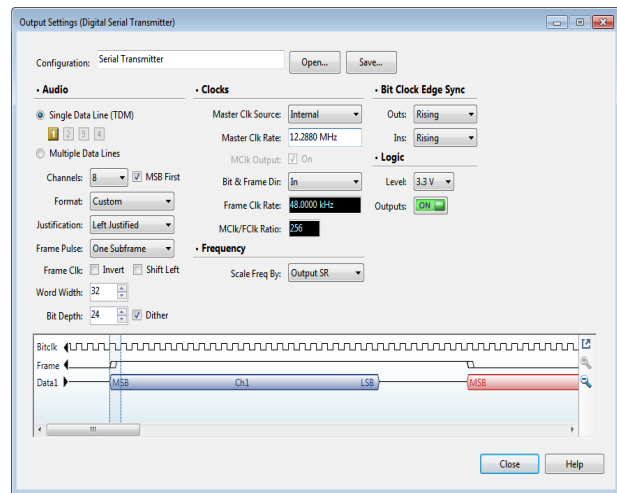 Output Settings (Digital Serial Transmitter)
Configuration: Serial Transmitter Open... Save...
• Audio
Single Data Line (TDM)
1 2 3 4
Multiple Data Lines
Channels: 8 MSB First
Format: Custom
Justification: Left Justified
Frame Pulse: One Subframe
Frame Clk: Invert Shift Left
Word Width: 32
Bit Depth: 24 Dither
• Clocks
Master Clk Source: Internal
Master Clk Rate: 12.2880 MHz
MClk Output: On
Bit & Frame Dir: In
Frame Clk Rate: 48.0000 kHz
MClk/FClk Ratio: 256
• Frequency
Scale Freq By: Output SR
• Bit Clock Edge Sync
Outs: Rising
Ins: Rising
• Logic
Level: 3.3 V
Outputs: ON
Bitclk
Frame
Data1 MSB Ch1 LSB MSB
Close Help